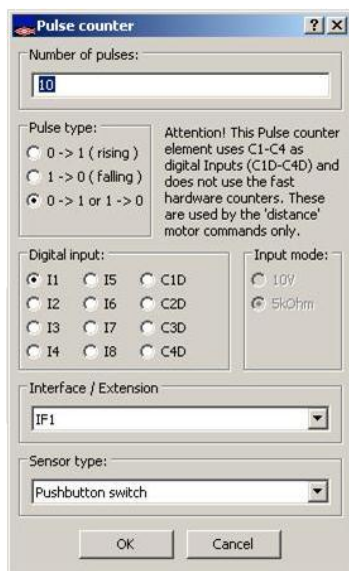 Pulse counter
Number of pulses:
10
Pulse type:
0 -> 1 ( rising )
1 -> 0 ( falling )
0 -> 1 or 1 -> 0
Attention! This Pulse counter
element uses C1-C4 as
digital Inputs (C1D-C4D) and
does not use the fast
hardware counters. These
are used by the 'distance'
motor commands only.
Digital input:
I1 I5 C1D
I2 I6 C2D
I3 I7 C3D
I4 I8 C4D
Input mode:
10V
5kOhm
Interface / Extension
IF1
Sensor type:
Pushbutton switch
OK Cancel